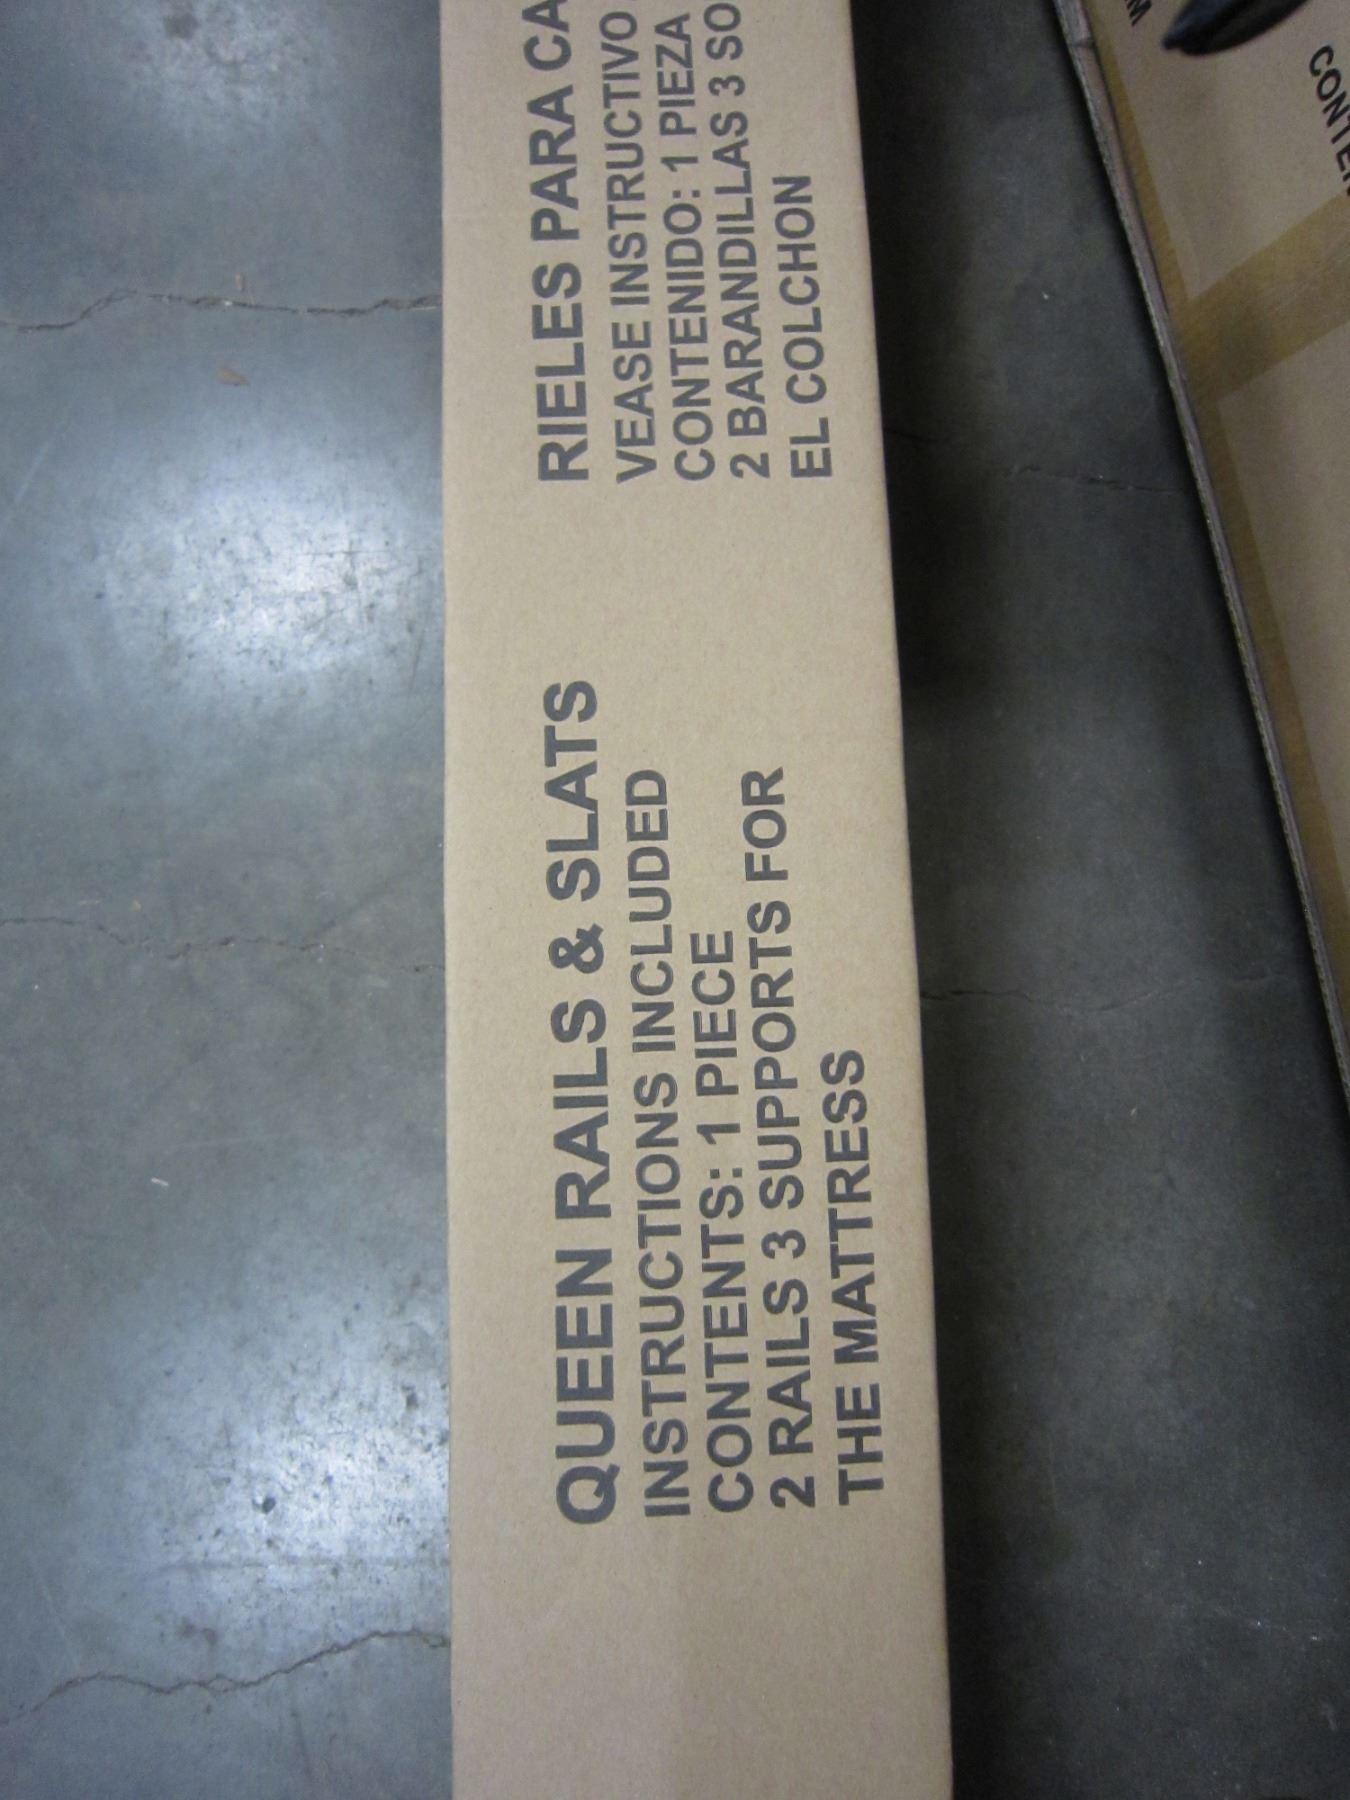 QUEEN RAILS & SLATS
INSTRUCTIONS INCLUDED
CONTENTS: 1 PIECE
2 RAILS 3 SUPPORTS FOR
THE MATTRESS
RIELES PARA CA
VEASE INSTRUCTIVO
CONTENIDO: 1 PIEZA
2 BARANDILLAS 3 SO
EL COLCHON
CONTEN